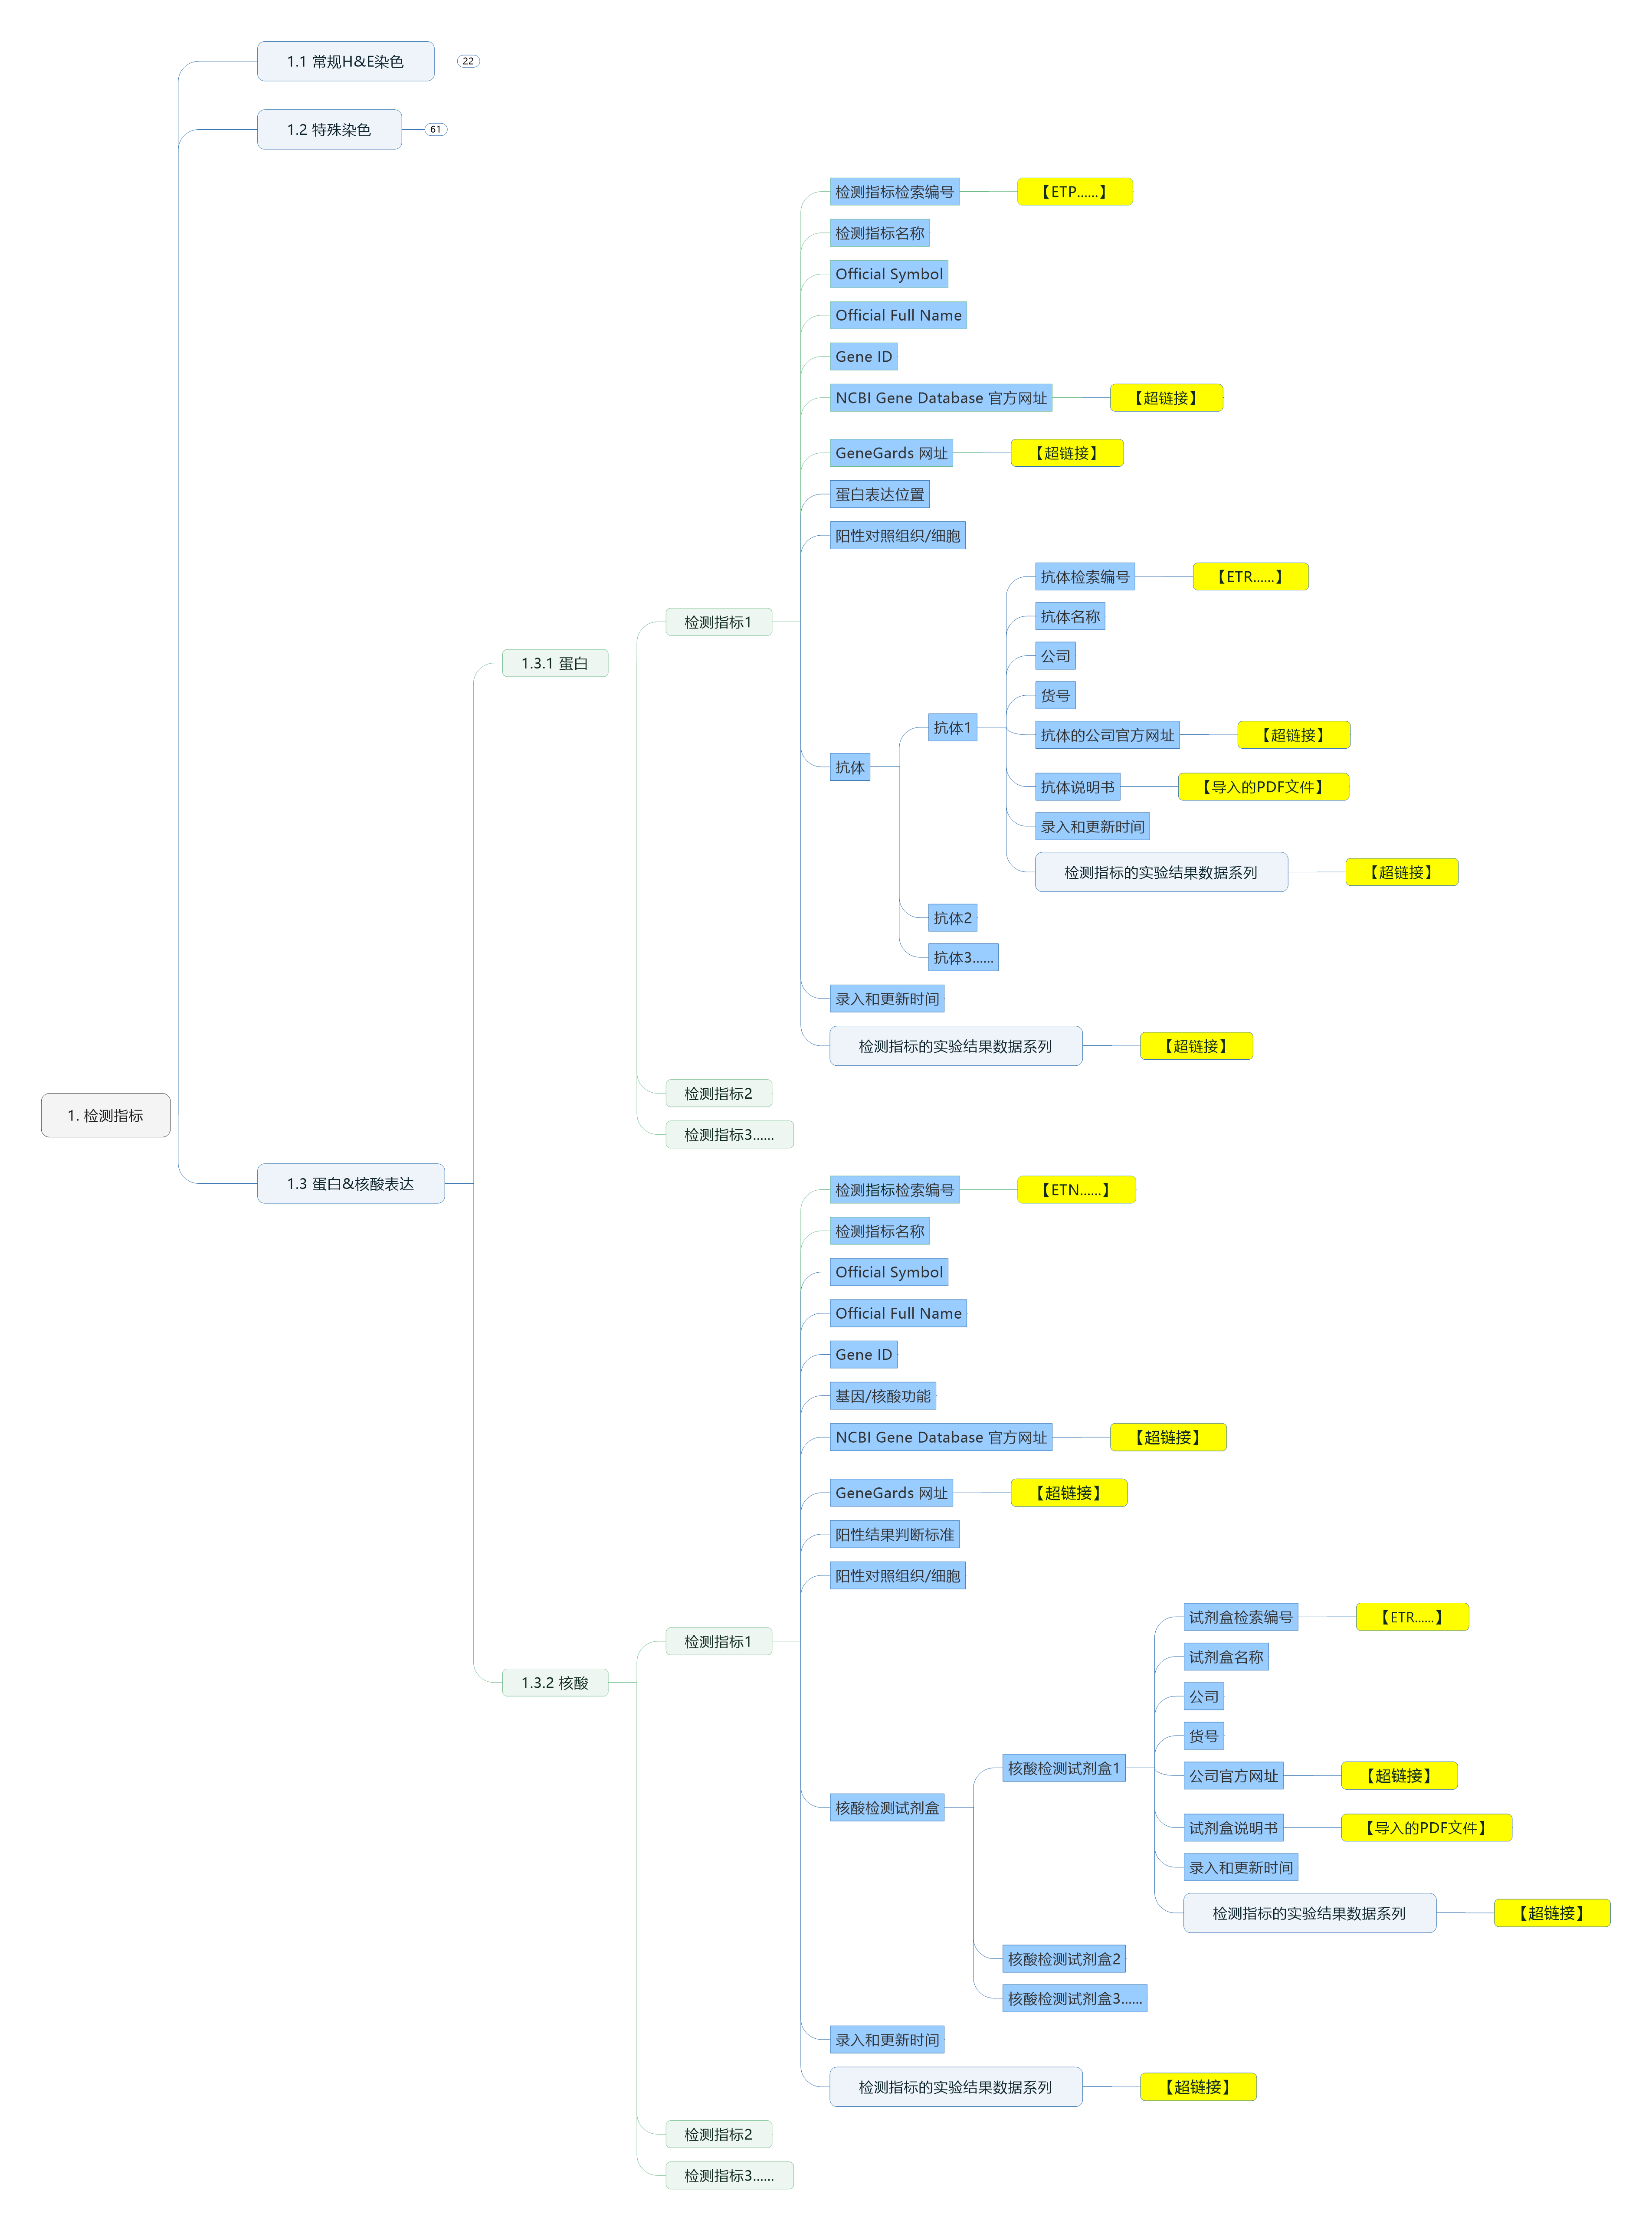 1. 检测指标
1.1 常规H&E染色
22
1.2 特殊染色
61
1.3 蛋白&核酸表达
1.3.1 蛋白
检测指标1
检测指标检索编号
【ETP......】
检测指标名称
Official Symbol
Official Full Name
Gene ID
NCBI Gene Database 官方网址
【超链接】
GeneGards 网址
【超链接】
蛋白表达位置
阳性对照组织/细胞
抗体
抗体1
抗体检索编号
【ETR......】
抗体名称
公司
货号
抗体的公司官方网址
【超链接】
抗体说明书
【导入的PDF文件】
录入和更新时间
检测指标的实验结果数据系列
【超链接】
抗体2
抗体3......
录入和更新时间
检测指标的实验结果数据系列
【超链接】
检测指标2
检测指标3......
1.3.2 核酸
检测指标1
检测指标检索编号
【ETN......】
检测指标名称
Official Symbol
Official Full Name
Gene ID
基因/核酸功能
NCBI Gene Database 官方网址
【超链接】
GeneGards 网址
【超链接】
阳性结果判断标准
阳性对照组织/细胞
核酸检测试剂盒
核酸检测试剂盒1
试剂盒检索编号
【ETR......】
试剂盒名称
公司
货号
公司官方网址
【超链接】
试剂盒说明书
【导入的PDF文件】
录入和更新时间
检测指标的实验结果数据系列
【超链接】
核酸检测试剂盒2
核酸检测试剂盒3......
录入和更新时间
检测指标的实验结果数据系列
【超链接】
检测指标2
检测指标3......